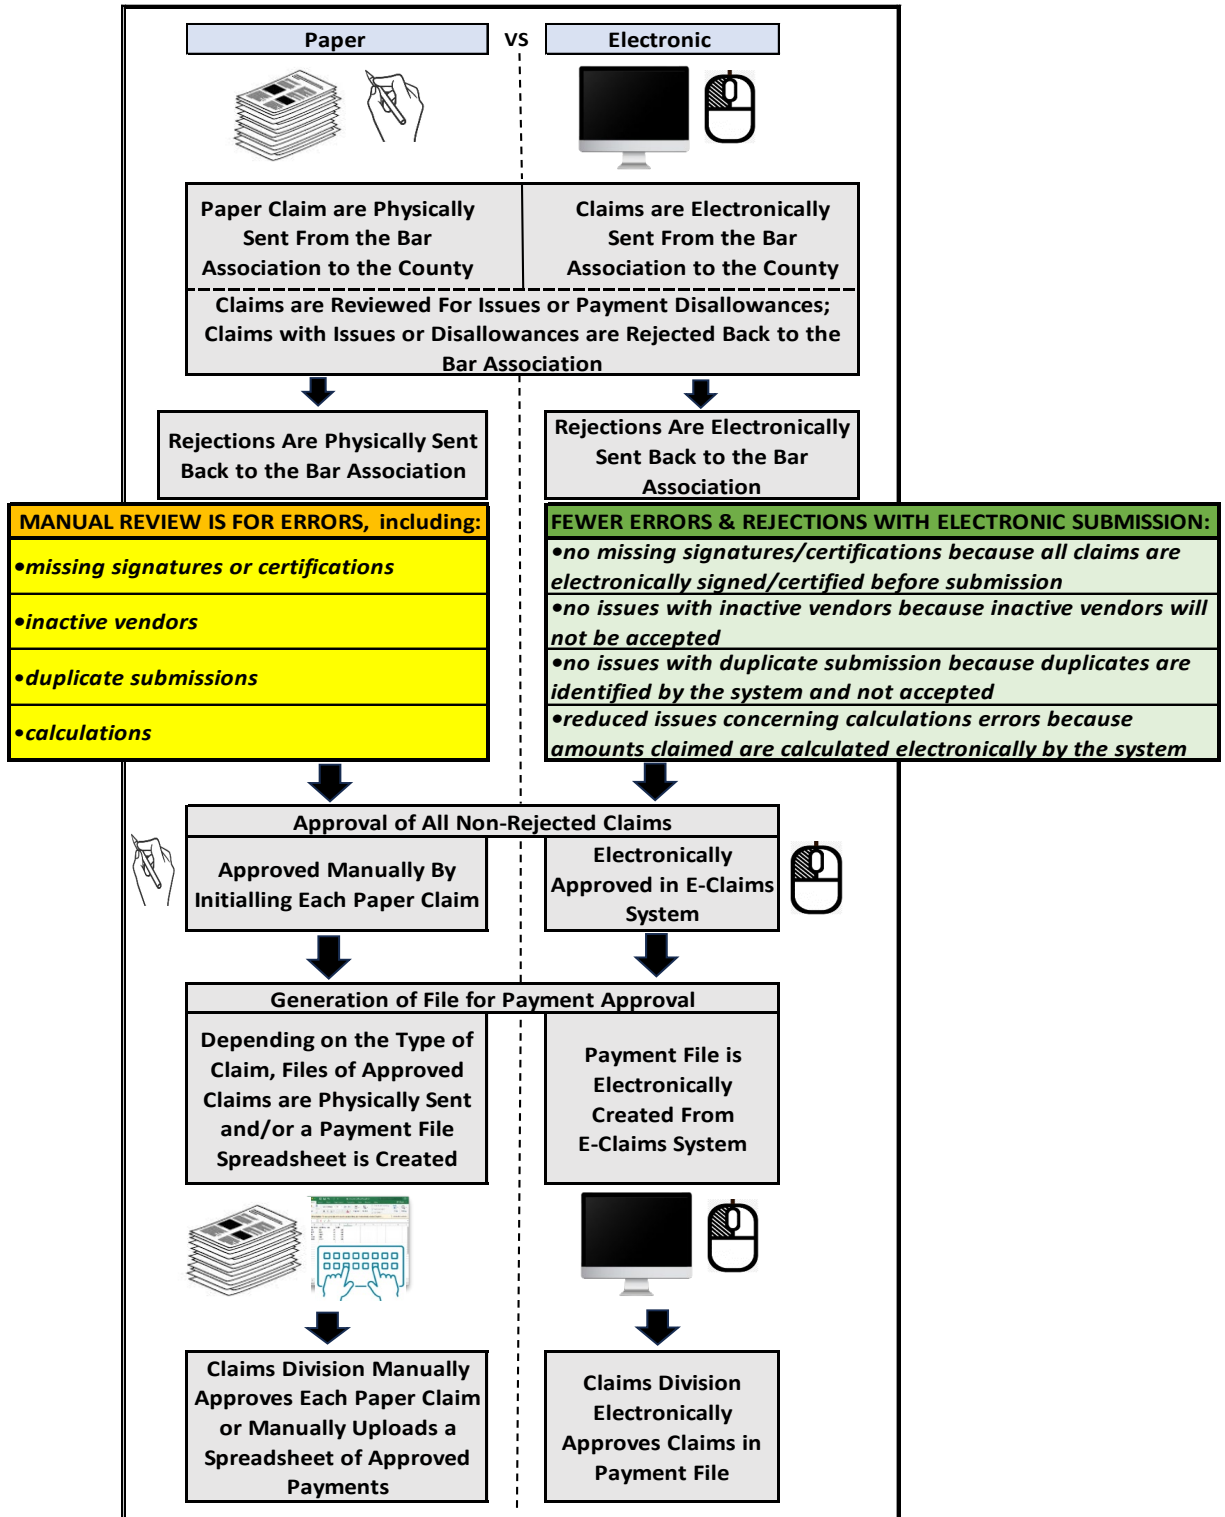 Paper VS Electronic
Paper Claim are Physically
Sent From the Bar
Association to the County
Claims are Electronically
Sent From the Bar
Association to the County
Claims are Reviewed For Issues or Payment Disallowances;
Claims with Issues or Disallowances are Rejected Back to the
Bar Association
Rejections Are Physically Sent
Back to the Bar Association
Rejections Are Electronically
Sent Back to the Bar
Association
MANUAL REVIEW IS FOR ERRORS, including:
•missing signatures or certifications
•inactive vendors
•duplicate submissions
•calculations
FEWER ERRORS & REJECTIONS WITH ELECTRONIC SUBMISSION:
•no missing signatures/certifications because all claims are
electronically signed/certified before submission
•no issues with inactive vendors because inactive vendors will
not be accepted
•no issues with duplicate submission because duplicates are
identified by the system and not accepted
•reduced issues concerning calculations errors because
amounts claimed are calculated electronically by the system
Approval of All Non-Rejected Claims
Approved Manually By
Initialling Each Paper Claim
Electronically
Approved in E-Claims
System
Generation of File for Payment Approval
Depending on the Type of
Claim, Files of Approved
Claims are Physically Sent
and/or a Payment File
Spreadsheet is Created
Payment File is
Electronically
Created From
E-Claims System
Claims Division Manually
Approves Each Paper Claim
or Manually Uploads a
Spreadsheet of Approved
Payments
Claims Division
Electronically
Approves Claims in
Payment File